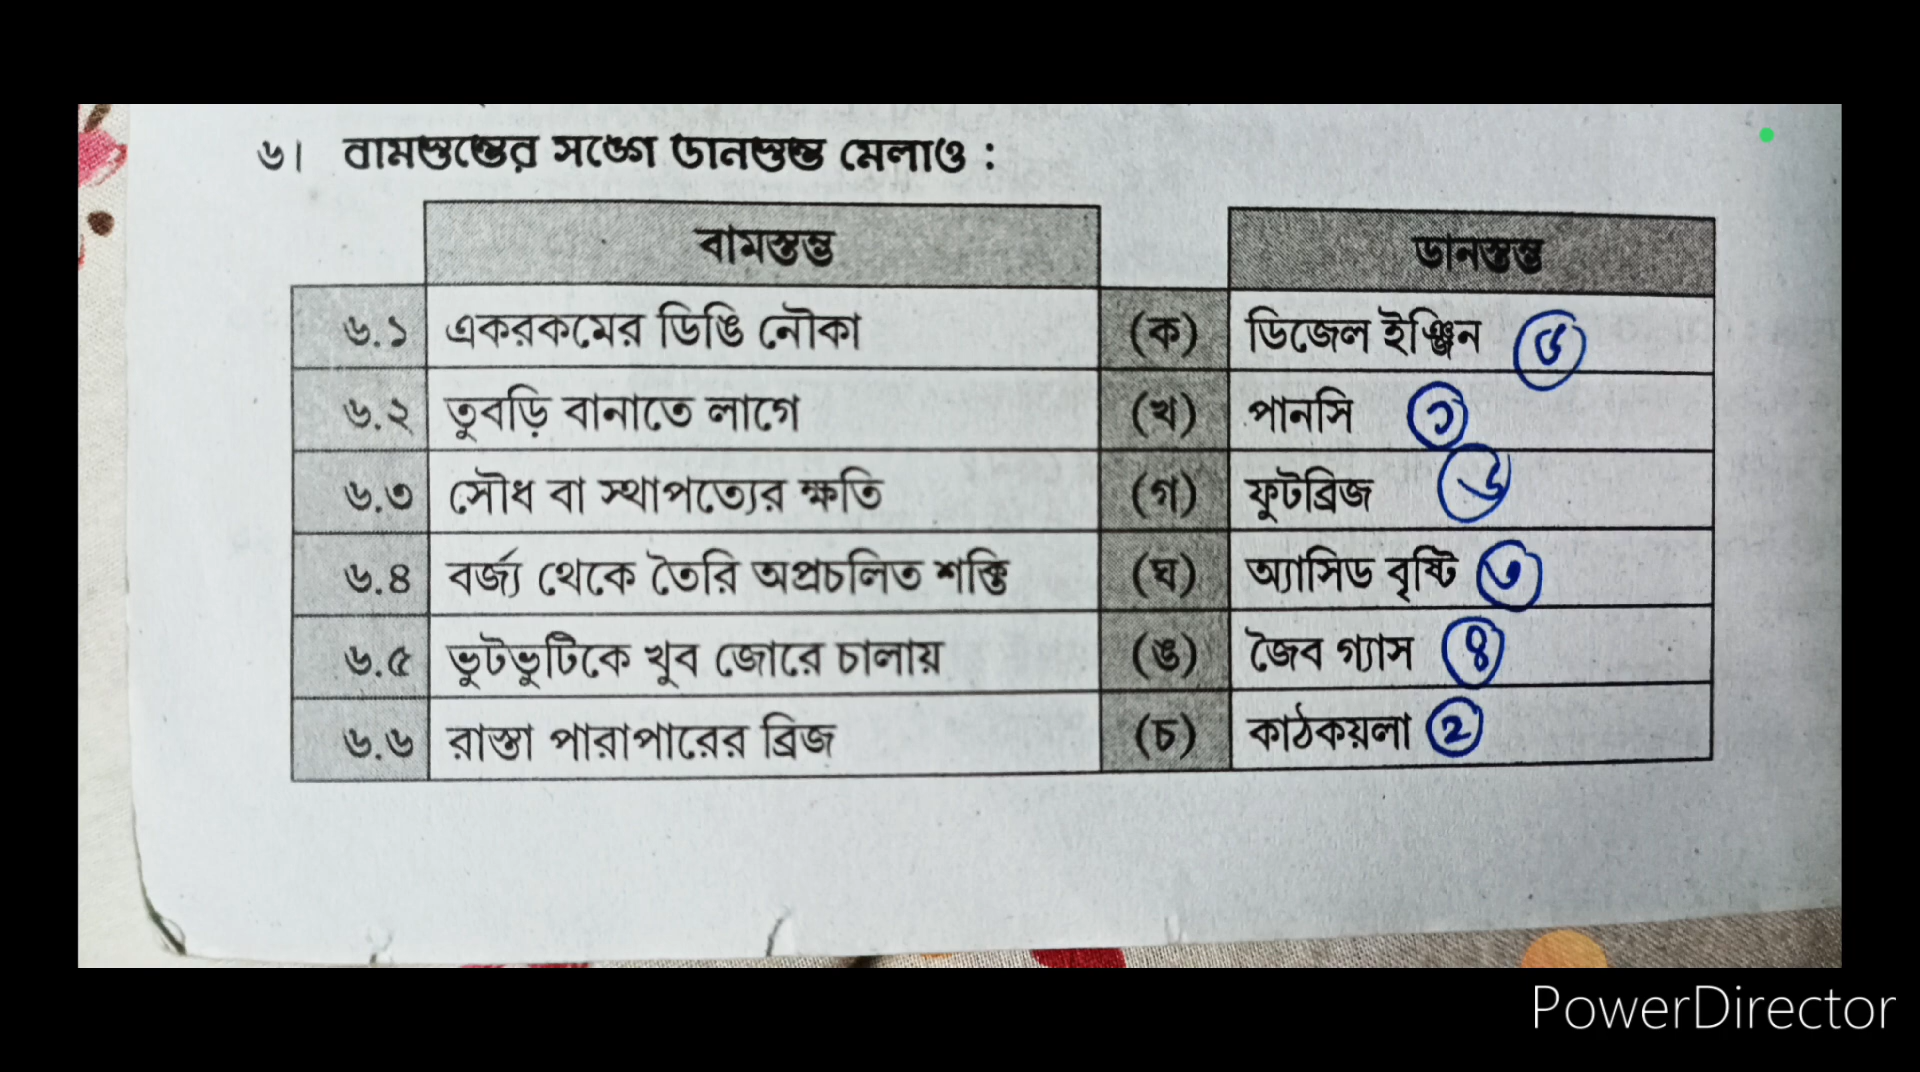 ৬। বামস্তম্ভের সঙ্গে ডানস্তম্ভ মেলাও :
বামস্তম্ভ ডানস্তম্ভ
৬.১ একরকমের ডিঙি নৌকা (ক) ডিজেল ইঞ্জিন ৫
৬.২ তুবড়ি বানাতে লাগে (খ) পানসি ১
৬.৩ সৌধ বা স্থাপত্যের ক্ষতি (গ) ফুটব্রিজ ৬
৬.৪ বর্জ্য থেকে তৈরি অপ্রচলিত শক্তি (ঘ) অ্যাসিড বৃষ্টি ৩
৬.৫ ভুটভুটিকে খুব জোরে চালায় (ঙ) জৈব গ্যাস ৪
৬.৬ রাস্তা পারাপারের ব্রিজ (চ) কাঠকয়লা ২
PowerDirector